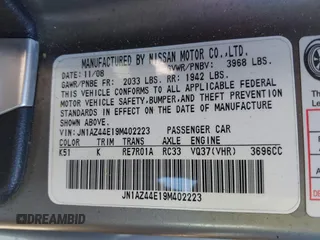 MANUFACTURED BY NISSAN MOTOR CO.,LTD.
DATE: 11/08 GVWR/PNBV: 3968 LBS.
GAWR/PNBE FR: 2033 LBS. RR: 1942 LBS.
THIS VEHICLE CONFORMS TO ALL APPLICABLE FEDERAL
MOTOR VEHICLE SAFETY,BUMPER,AND THEFT PREVENTION
STANDARDS IN EFFECT ON THE DATE OF MANUFACTURE
SHOWN ABOVE.
VIN: JN1AZ44E19M402223 PASSENGER CAR
COLOR TRIM TRANS AXLE ENGINE
K51 K RE7R01A RC33 VQ37(VHR) 3696CC
JN1AZ44E19M402223
DREAMBID